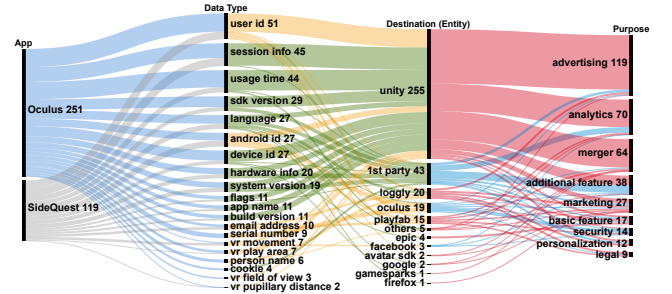 App
Data Type
Destination (Entity)
Purpose
Oculus 251
SideQuest 119
user id 51
session info 45
usage time 44
sdk version 29
language 27
android id 27
device id 27
hardware info 20
system version 19
flags 11
app name 11
build version 11
email address 10
serial number 9
vr movement 7
vr play area 7
person name 6
cookie 4
vr field of view 3
vr pupillary distance 2
unity 255
1st party 43
loggly 20
oculus 19
playfab 15
others 5
epic 4
facebook 3
avatar sdk 2
google 2
gamesparks 1
firefox 1
advertising 119
analytics 70
merger 64
additional feature 38
marketing 27
basic feature 17
security 14
personalization 12
legal 9